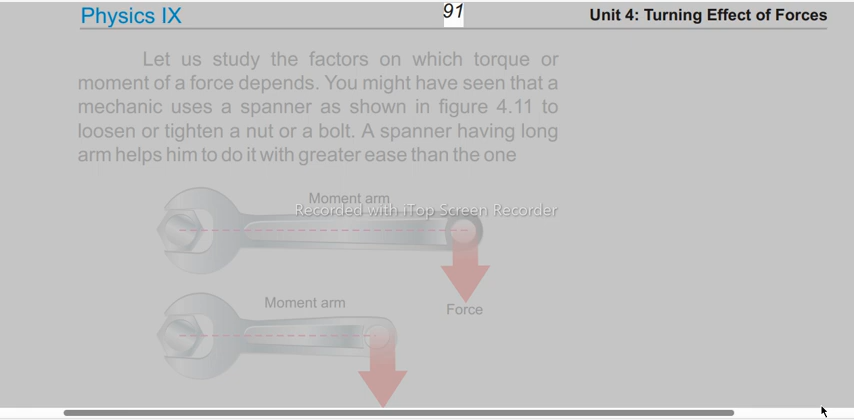 Physics IX
91
Unit 4: Turning Effect of Forces
Let us study the factors on which torque or
moment of a force depends. You might have seen that a
mechanic uses a spanner as shown in figure 4.11 to
loosen or tighten a nut or a bolt. A spanner having long
arm helps him to do it with greater ease than the one
Moment arm
Recorded with iTop Screen Recorder
Moment arm
Force